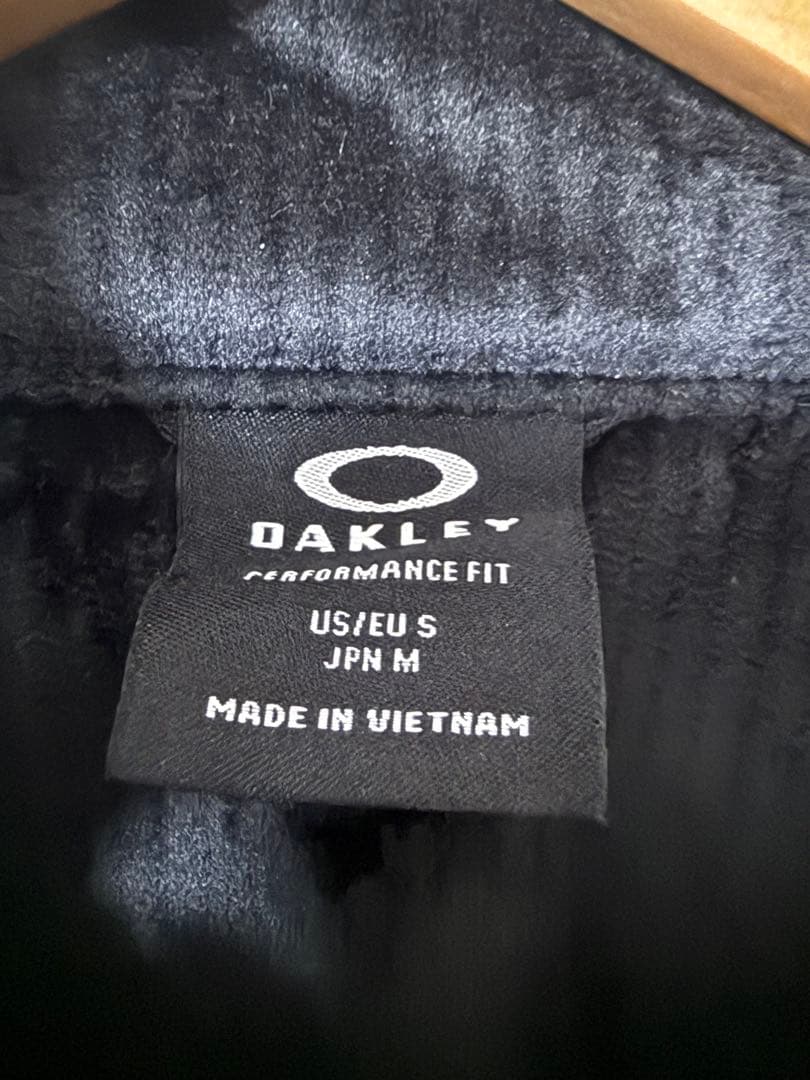 OAKLEY
PERFORMANCE FIT
US/EU S
JPN M
MADE IN VIETNAM